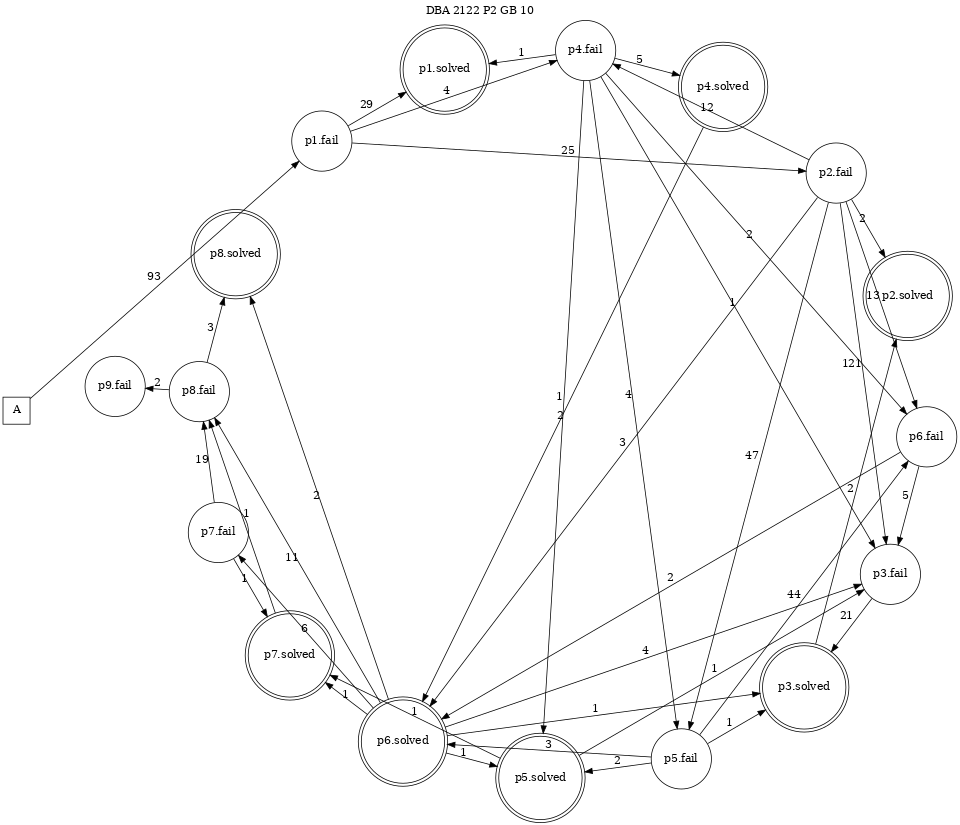 DBA 2122 P2 GB 10
p4.fail
p1.solved
1
5
p4.solved
4
29
12
p1.fail
25
p2.fail
2
2
p8.solved
93
13
p2.solved
1
3
121
p9.fail
2
p8.fail
1
4
A
2
p6.fail
3
47
19
2
2
5
1
p7.fail
11
p3.fail
1
2
44
21
6
4
p7.solved
1
p3.solved
1
1
1
1
p6.solved
3
1
2
p5.fail
p5.solved